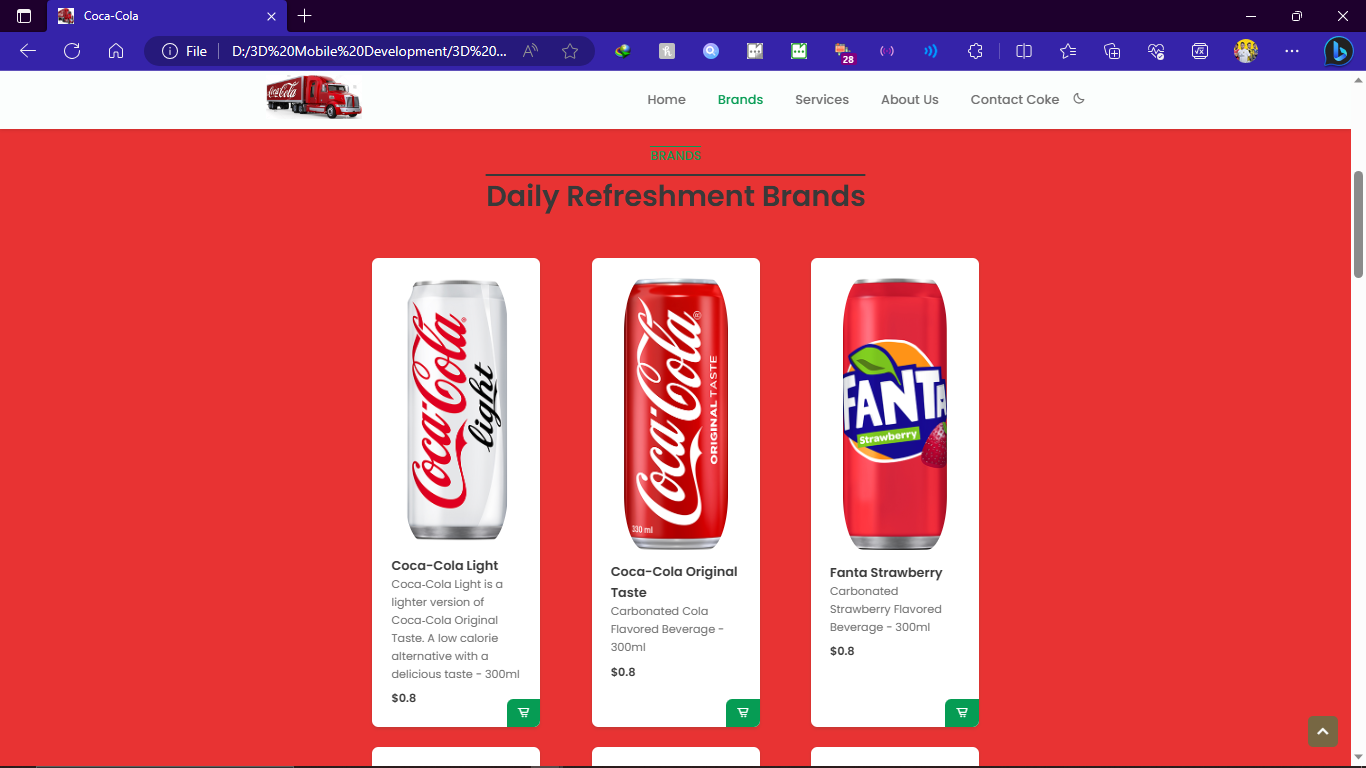 Coca-Cola
File
D:/3D%20Mobile%20Development/3D%20...
28
Coca-Cola
Home
Brands
Services
About Us
Contact Coke
BRANDS
Daily Refreshment Brands
Coca-Cola
light
Coca-Cola
ORIGINAL TASTE
330 ml
FANTA
Strawberry
Coca-Cola Light
Coca-Cola Light is a
lighter version of
Coca-Cola Original
Taste. A low calorie
alternative with a
delicious taste - 300ml
$0.8
Coca-Cola Original
Taste
Carbonated Cola
Flavored Beverage -
300ml
$0.8
Fanta Strawberry
Carbonated
Strawberry Flavored
Beverage - 300ml
$0.8